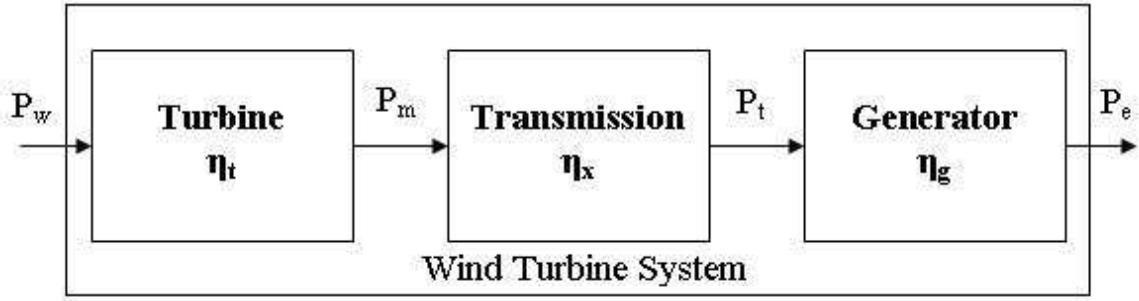 P_w
Turbine
η_t
P_m
Transmission
η_x
P_t
Generator
η_g
P_e
Wind Turbine System